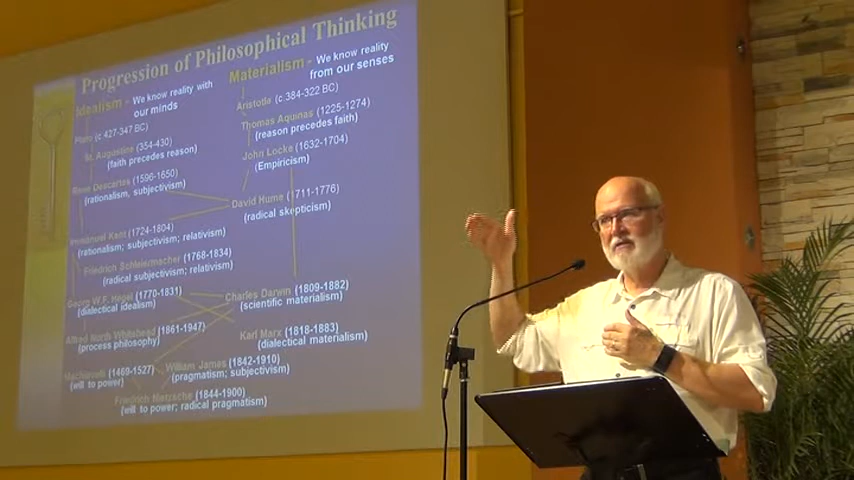 Progression of Philosophical Thinking
Idealism - We know reality with
our minds
Plato (c 427-347 BC)
St. Augustine (354-430)
(faith precedes reason)
Rene Descartes (1596-1650)
(rationalism, subjectivism)
Immanuel Kant (1724-1804)
(rationalism; subjectivism; relativism)
Friedrich Schleiermacher (1768-1834)
(radical subjectivism; relativism)
Georg W.F. Hegel (1770-1831)
(dialectical idealism)
Alfred North Whitehead (1861-1947)
(process philosophy)
Machiavelli (1469-1527)
(will to power)
William James (1842-1910)
(pragmatism; subjectivism)
Friedrich Nietzsche (1844-1900)
(will to power; radical pragmatism)
Materialism - We know reality
from our senses
Aristotle (c 384-322 BC)
Thomas Aquinas (1225-1274)
(reason precedes faith)
John Locke (1632-1704)
(Empiricism)
David Hume (1711-1776)
(radical skepticism)
Charles Darwin (1809-1882)
(scientific materialism)
Karl Marx (1818-1883)
(dialectical materialism)